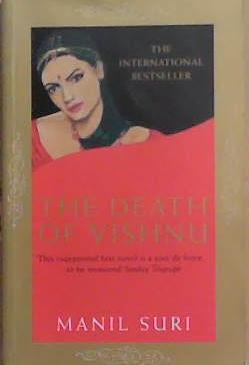 THE
INTERNATIONAL
BESTSELLER
THE DEATH
OF VISHNU
'This exceptional first novel is a tour de force...
to be treasured' Sunday Telegraph
MANIL SURI